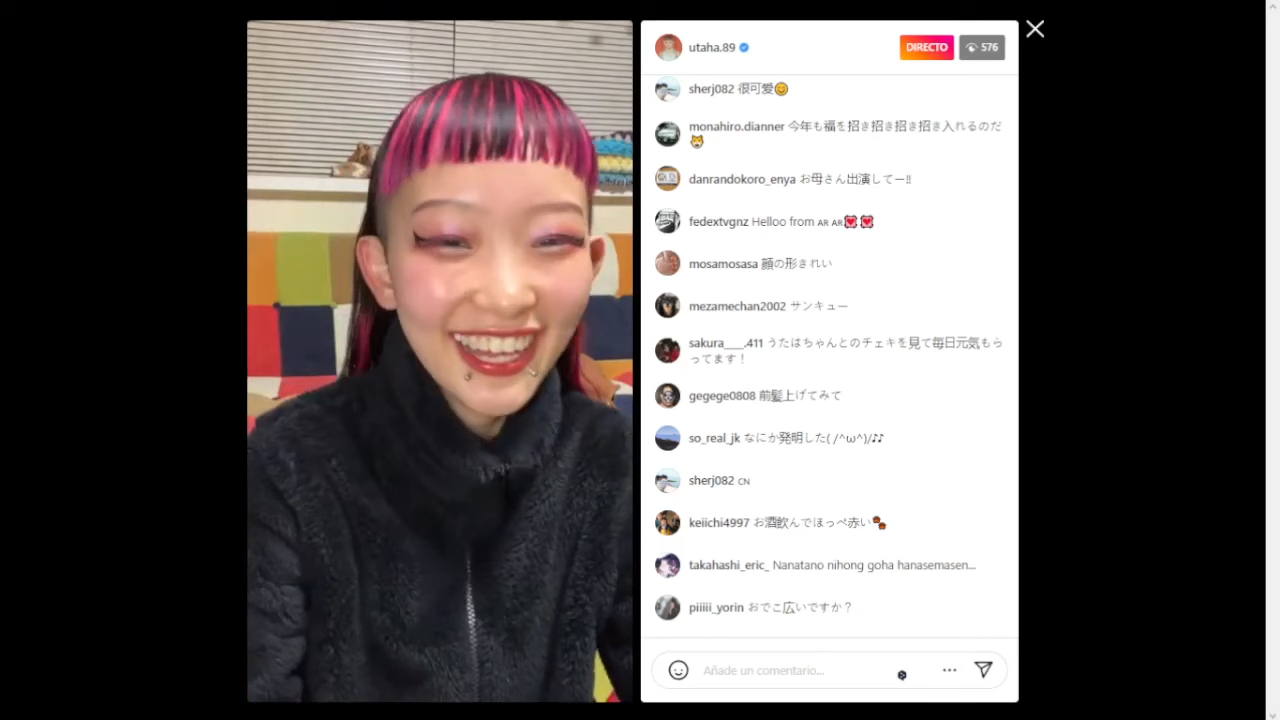 utaha.89
DIRECTO
576
sherj082 很可爱😊
monahiro.dianner 今年も福を招き招き招き招き入れるのだ
🐱
danrandokoro_enya お母さん出演してー!!
fedextvgnz Helloo from AR AR💓💓
mosamosasa 顔の形きれい
mezamechan2002 サンキュー
sakura___.411 うたはちゃんとのチェキを見て毎日元気もら
ってます！
gegege0808 前髪上げてみて
so_real_jk なにか発明した( /^ω^)/♪♪
sherj082 CN
keiichi4997 お酒飲んでほっぺ赤い
takahashi_eric_ Nanatano nihong goha hanasemasen...
piiiii_yorin おでこ広いですか？
Añade un comentario...